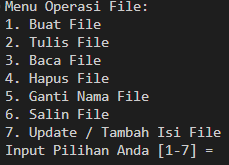 Menu Operasi File:
1. Buat File
2. Tulis File
3. Baca File
4. Hapus File
5. Ganti Nama File
6. Salin File
7. Update / Tambah Isi File
Input Pilihan Anda [1-7] =